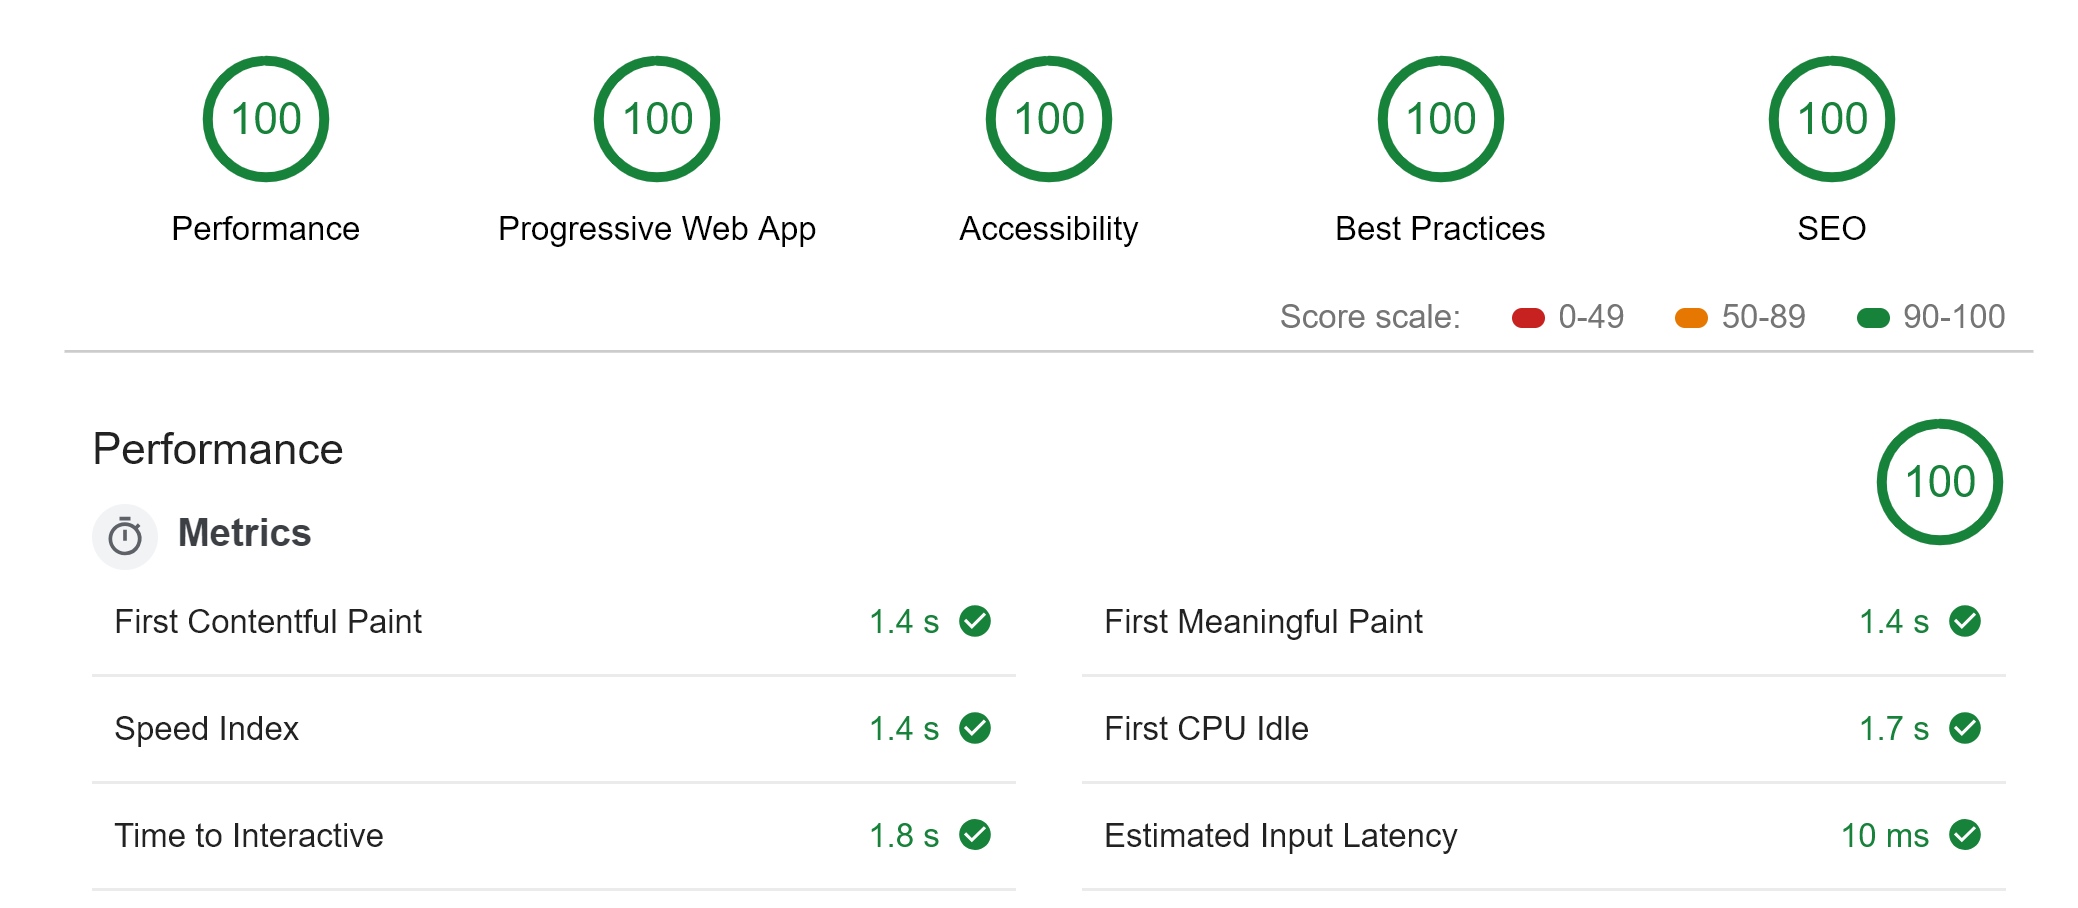 100 100 100 100 100
Performance Progressive Web App Accessibility Best Practices SEO
Score scale: 0-49 50-89 90-100
Performance
100
Metrics
First Contentful Paint 1.4 s
First Meaningful Paint 1.4 s
Speed Index 1.4 s
First CPU Idle 1.7 s
Time to Interactive 1.8 s
Estimated Input Latency 10 ms